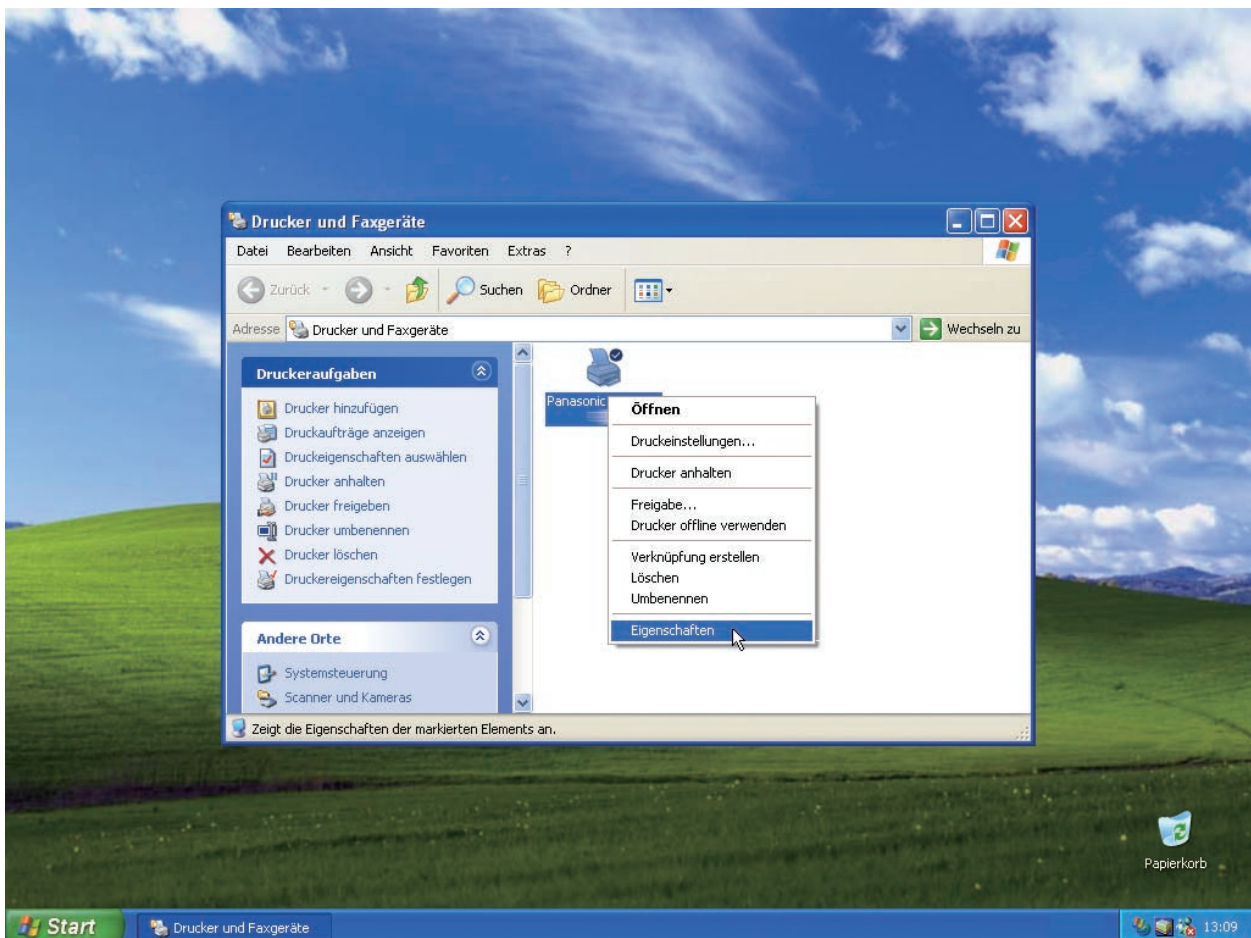 Drucker und Faxgeräte
Datei Bearbeiten Ansicht Favoriten Extras ?
Zurück Suchen Ordner
Adresse Drucker und Faxgeräte Wechseln zu
Druckeraufgaben
Drucker hinzufügen
Druckaufträge anzeigen
Druckeigenschaften auswählen
Drucker anhalten
Drucker freigeben
Drucker umbenennen
Drucker löschen
Druckereigenschaften festlegen
Andere Orte
Systemsteuerung
Scanner und Kameras
Panasonic
Öffnen
Druckeinstellungen...
Drucker anhalten
Freigabe...
Drucker offline verwenden
Verknüpfung erstellen
Löschen
Umbenennen
Eigenschaften
Zeigt die Eigenschaften der markierten Elements an.
Papierkorb
Start Drucker und Faxgeräte 13:09